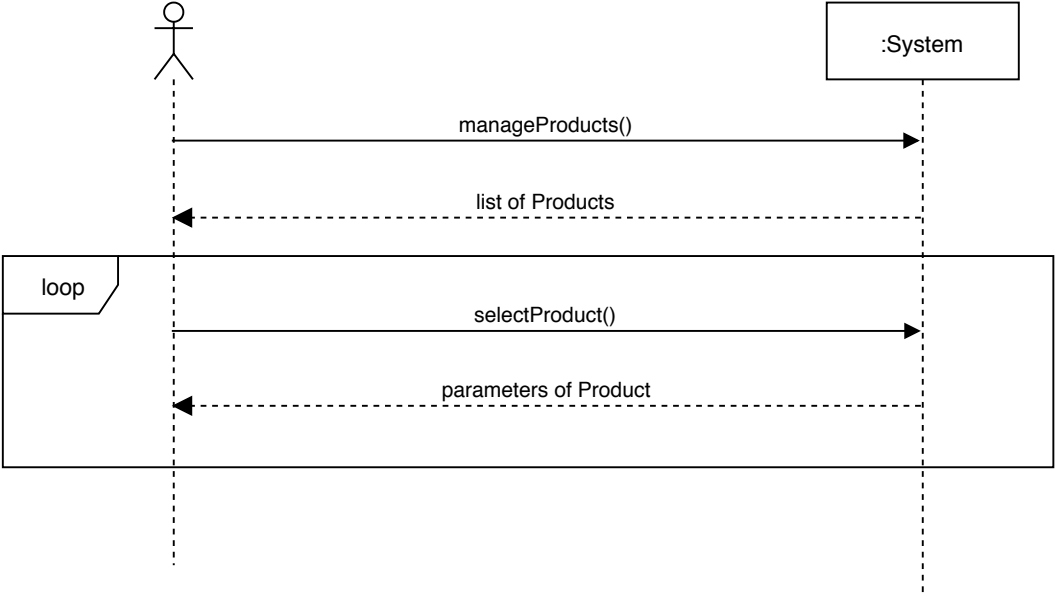 :System
manageProducts()
list of Products
loop
selectProduct()
parameters of Product